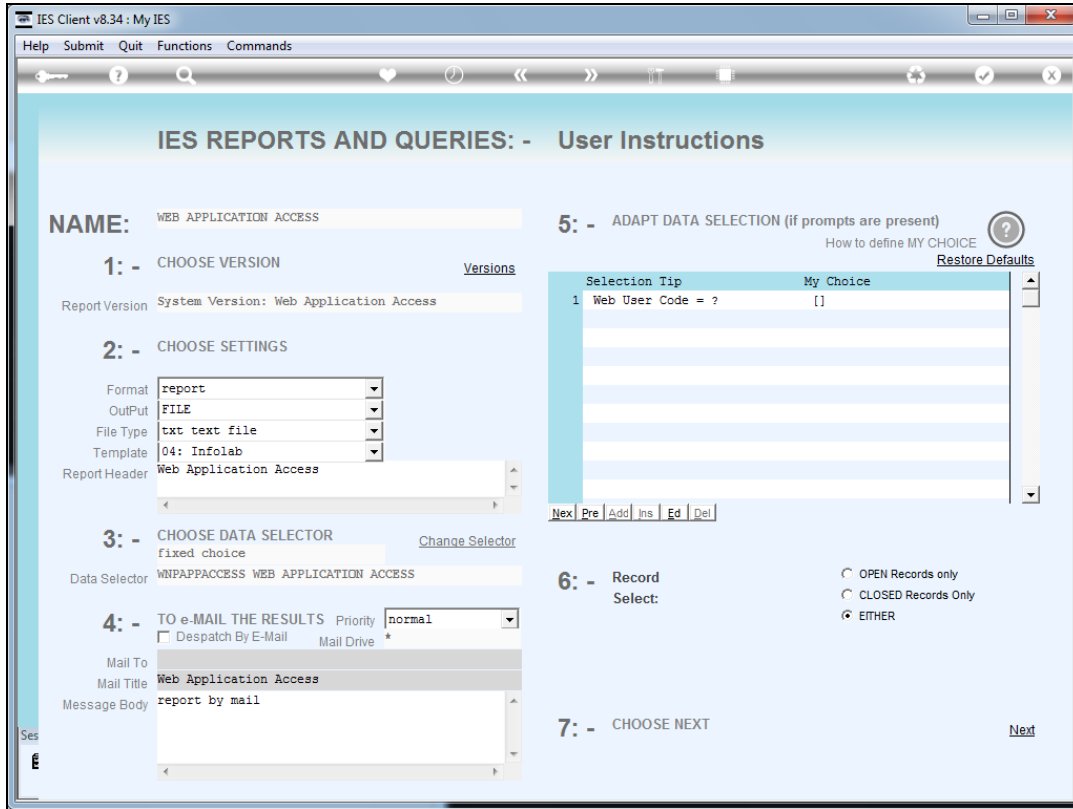 IES Client v8.34 : My IES
Help Submit Quit Functions Commands
IES REPORTS AND QUERIES: - User Instructions
NAME: WEB APPLICATION ACCESS
1: - CHOOSE VERSION Versions
Report Version System Version: Web Application Access
2: - CHOOSE SETTINGS
Format report
OutPut FILE
File Type txt text file
Template 04: Infolab
Report Header Web Application Access
3: - CHOOSE DATA SELECTOR Change Selector
fixed choice
Data Selector WNPAPPACCESS WEB APPLICATION ACCESS
4: - TO e-MAIL THE RESULTS Priority normal
Despatch By E-Mail Mail Drive *
Mail To
Mail Title Web Application Access
Message Body report by mail
5: - ADAPT DATA SELECTION (if prompts are present)
How to define MY CHOICE ?
Restore Defaults
Selection Tip My Choice
1 Web User Code = ? []
Nex Pre Add Ins Ed Del
6: - Record Select:
OPEN Records only
CLOSED Records Only
EITHER
7: - CHOOSE NEXT Next
Ses